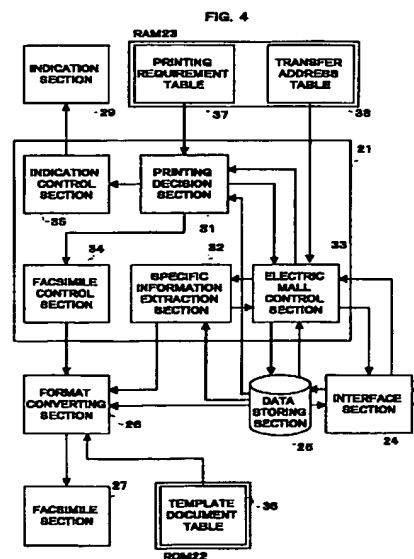 FIG. 4
RAM23
INDICATION
SECTION
PRINTING
REQUIREMENT
TABLE
TRANSFER
ADDRESS
TABLE
29
37
38
21
INDICATION
CONTROL
SECTION
PRINTING
DECISION
SECTION
35
31
32
33
34
FACSIMILE
CONTROL
SECTION
SPECIFIC
INFORMATION
EXTRACTION
SECTION
ELECTRIC
MAIL
CONTROL
SECTION
FORMAT
CONVERTING
SECTION
26
DATA
STORING
SECTION
25
INTERFACE
SECTION
24
27
FACSIMILE
SECTION
TEMPLATE
DOCUMENT
TABLE
36
ROM22